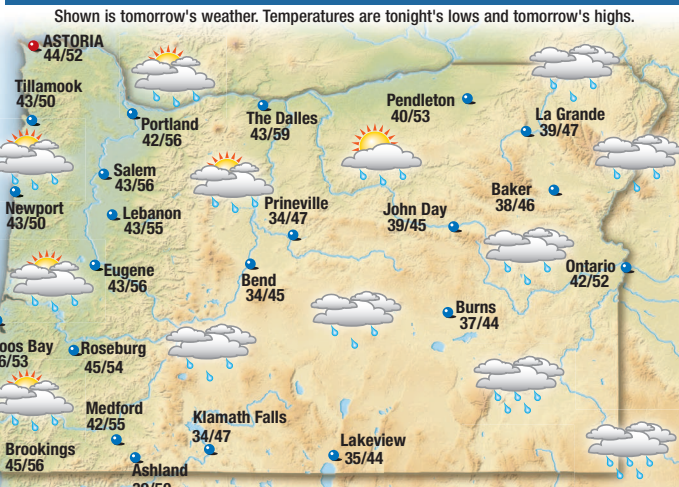 Shown is tomorrow's weather. Temperatures are tonight's lows and tomorrow's highs.
ASTORIA
44/52
Tillamook
43/50
Portland
42/56
The Dalles
43/59
Pendleton
40/53
La Grande
39/47
Salem
43/56
Newport
43/50
Lebanon
43/55
Prineville
34/47
John Day
39/45
Baker
38/46
Eugene
43/56
Bend
34/45
Ontario
42/52
Burns
37/44
oos Bay
6/53
Roseburg
45/54
Medford
42/55
Klamath Falls
34/47
Brookings
45/56
Ashland
Lakeview
35/44